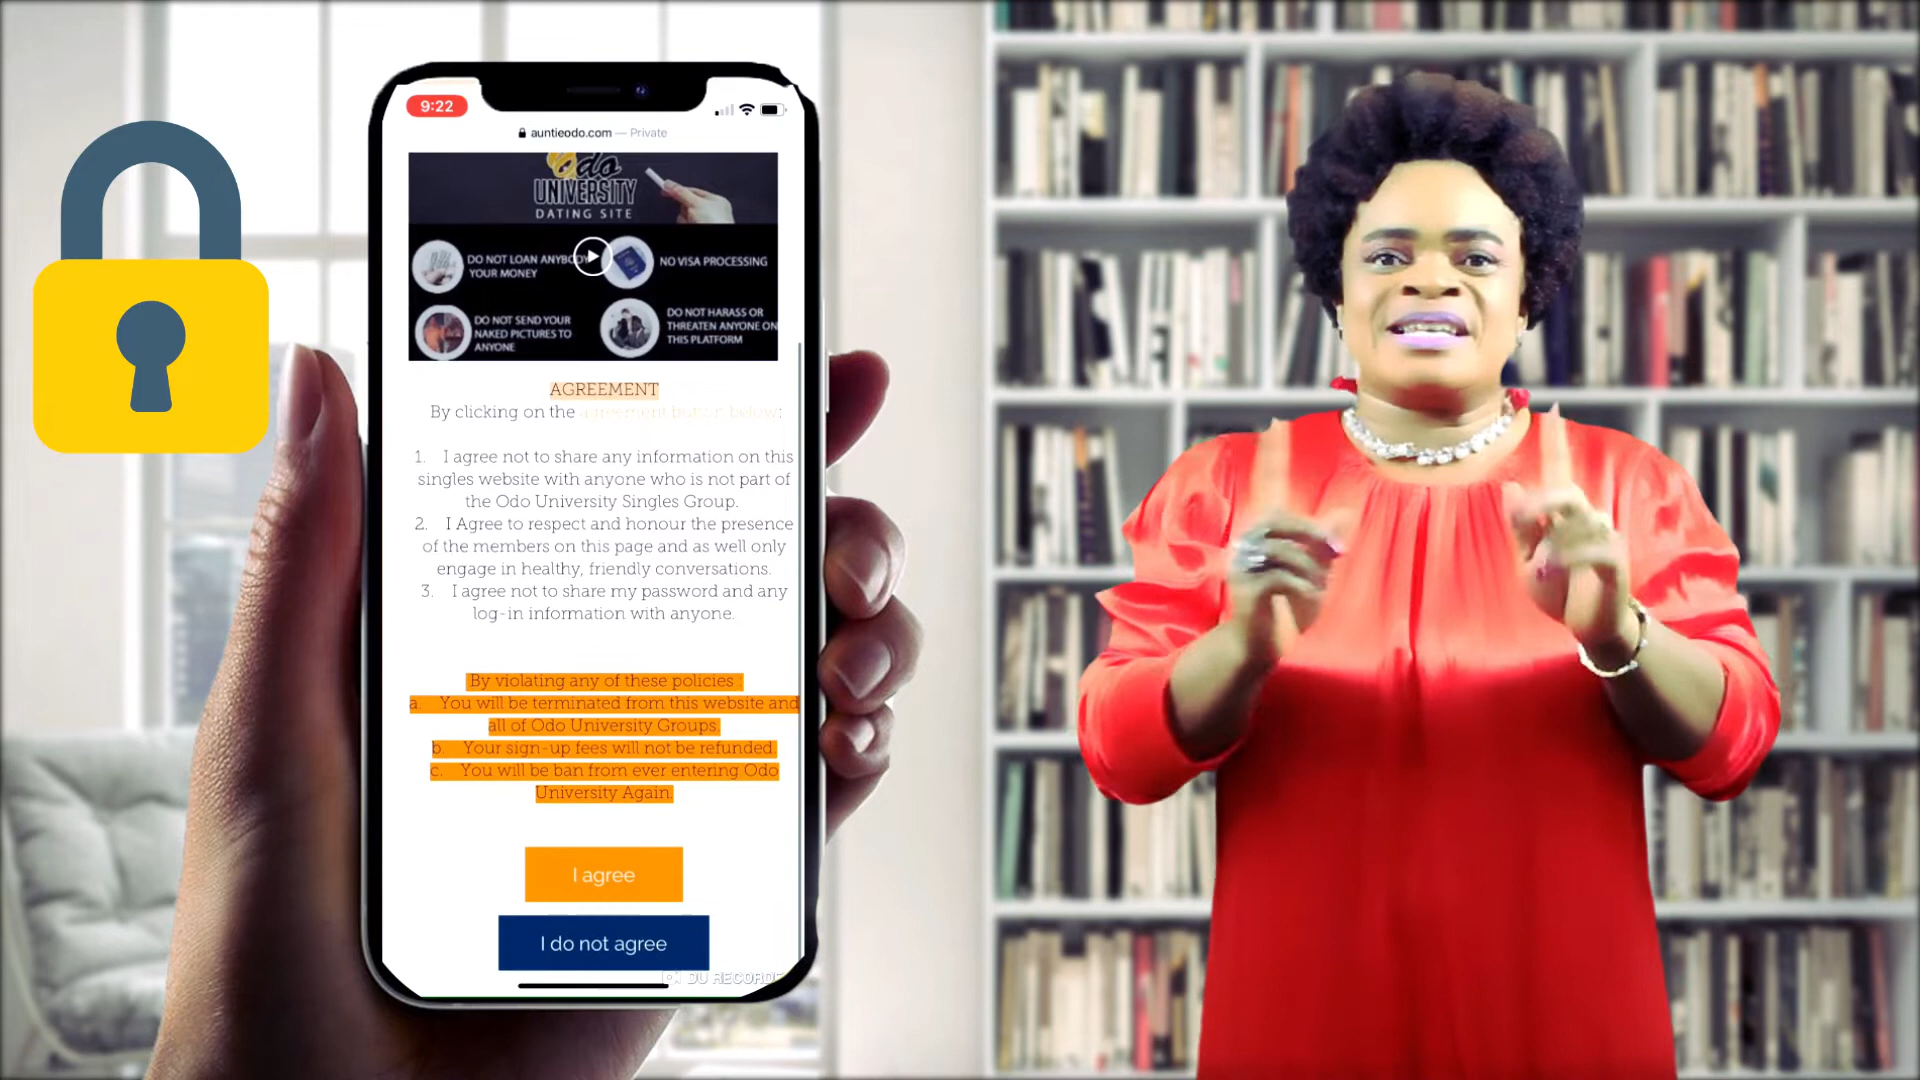 9:22
auntieodo.com — Private
Odo
UNIVERSITY
DATING SITE
DO NOT LOAN ANYBODY
YOUR MONEY
NO VISA PROCESSING
DO NOT SEND YOUR
NAKED PICTURES TO
ANYONE
DO NOT HARASS OR
THREATEN ANYONE ON
THIS PLATFORM
AGREEMENT
By clicking on the agreement button below:
1. I agree not to share any information on this
singles website with anyone who is not part of
the Odo University Singles Group.
2. I Agree to respect and honour the presence
of the members on this page and as well only
engage in healthy, friendly conversations.
3. I agree not to share my password and any
log-in information with anyone.
By violating any of these policies :
a. You will be terminated from this website and
all of Odo University Groups.
b. Your sign-up fees will not be refunded.
c. You will be ban from ever entering Odo
University Again.
I agree
I do not agree
DU RECORDE